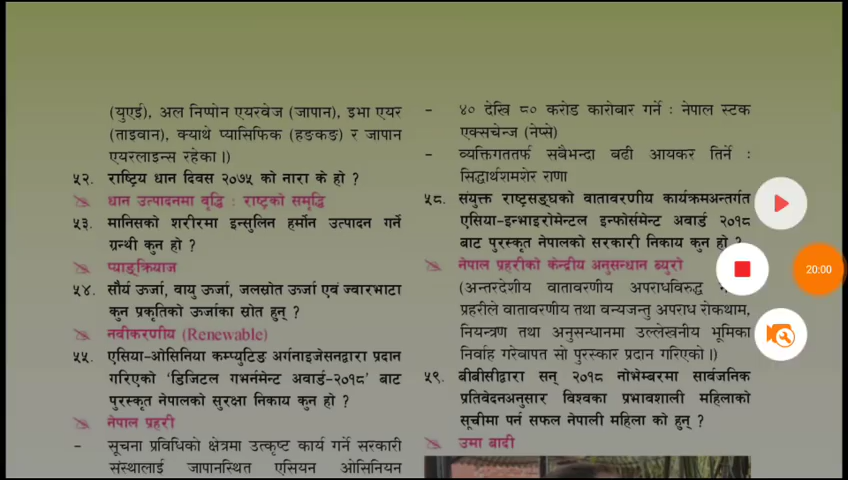 (युएई), अल निप्पोन एयरवेज (जापान), इभा एयर
(ताइवान), क्याथे प्यासिफिक (हङकङ) र जापान
एयरलाइन्स रहेका ।)
५२. राष्ट्रिय धान दिवस २०७५ को नारा के हो ?
धान उत्पादनमा वृद्धि : राष्ट्रको समृद्धि
५३. मानिसको शरीरमा इन्सुलिन हर्मोन उत्पादन गर्ने
ग्रन्थी कुन हो ?
प्याङ्क्रियाज
५४. सौर्य ऊर्जा, वायु ऊर्जा, जलस्रोत ऊर्जा एवं ज्वारभाटा
कुन प्रकृतिको ऊर्जाका स्रोत हुन् ?
नवीकरणीय (Renewable)
५५. एसिया-ओसिनिया कम्प्युटिङ अर्गनाइजेसनद्वारा प्रदान
गरिएको 'डिजिटल गभर्नमेन्ट अवार्ड-२०१८' बाट
पुरस्कृत नेपालको सुरक्षा निकाय कुन हो ?
नेपाल प्रहरी
- सूचना प्रविधिको क्षेत्रमा उत्कृष्ट कार्य गर्ने सरकारी
संस्थालाई जापानस्थित एसियन ओसिनियन
- ४० देखि ८० करोड कारोबार गर्ने : नेपाल स्टक
एक्सचेन्ज (नेप्से)
- व्यक्तिगततर्फ सबैभन्दा बढी आयकर तिर्ने :
सिद्धार्थशमशेर राणा
५८. संयुक्त राष्ट्रसङ्घको वातावरणीय कार्यक्रमअन्तर्गत
एसिया-इन्भाइरोमेन्टल इन्फोर्समेन्ट अवार्ड २०१८
बाट पुरस्कृत नेपालको सरकारी निकाय कुन हो ?
नेपाल प्रहरीको केन्द्रीय अनुसन्धान ब्युरो
(अन्तरदेशीय वातावरणीय अपराधविरुद्ध
प्रहरीले वातावरणीय तथा वन्यजन्तु अपराध रोकथाम,
नियन्त्रण तथा अनुसन्धानमा उल्लेखनीय भूमिका
निर्वाह गरेबापत सो पुरस्कार प्रदान गरिएको ।)
५९. बीबीसीद्वारा सन् २०१८ नोभेम्बरमा सार्वजनिक
प्रतिवेदनअनुसार विश्वका प्रभावशाली महिलाको
सूचीमा पर्न सफल नेपाली महिला को हुन् ?
उमा बादी
20:00